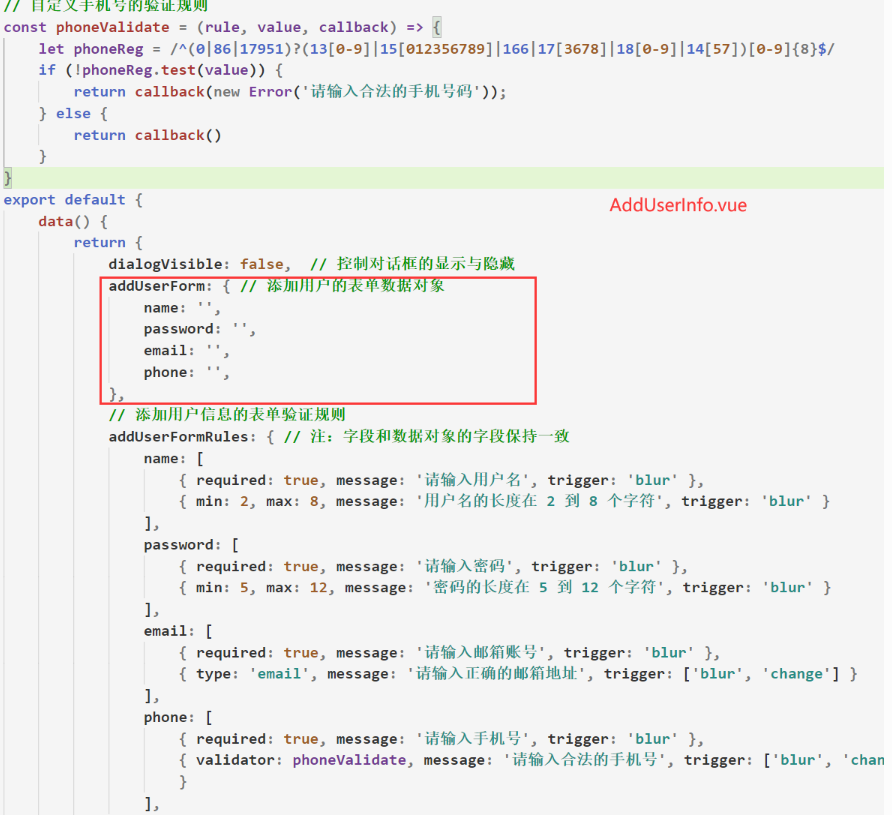 // 自定义手机号的验证规则
const phoneValidate = (rule, value, callback) => {
    let phoneReg = /^(0|86|17951)?(13[0-9]|15[012356789]|166|17[3678]|18[0-9]|14[57])[0-9]{8}$/
    if (!phoneReg.test(value)) {
        return callback(new Error('请输入合法的手机号码'));
    } else {
        return callback()
    }
}
export default {
AddUserInfo.vue
    data() {
        return {
            dialogVisible: false,  // 控制对话框的显示与隐藏
            addUserForm: { // 添加用户的表单数据对象
                name: '',
                password: '',
                email: '',
                phone: '',
            },
            // 添加用户信息的表单验证规则
            addUserFormRules: { // 注: 字段和数据对象的字段保持一致
                name: [
                    { required: true, message: '请输入用户名', trigger: 'blur' },
                    { min: 2, max: 8, message: '用户名的长度在 2 到 8 个字符', trigger: 'blur' }
                ],
                password: [
                    { required: true, message: '请输入密码', trigger: 'blur' },
                    { min: 5, max: 12, message: '密码的长度在 5 到 12 个字符', trigger: 'blur' }
                ],
                email: [
                    { required: true, message: '请输入邮箱账号', trigger: 'blur' },
                    { type: 'email', message: '请输入正确的邮箱地址', trigger: ['blur', 'change'] }
                ],
                phone: [
                    { required: true, message: '请输入手机号', trigger: 'blur' },
                    { validator: phoneValidate, message: '请输入合法的手机号', trigger: ['blur', 'chan
                    }
                ],